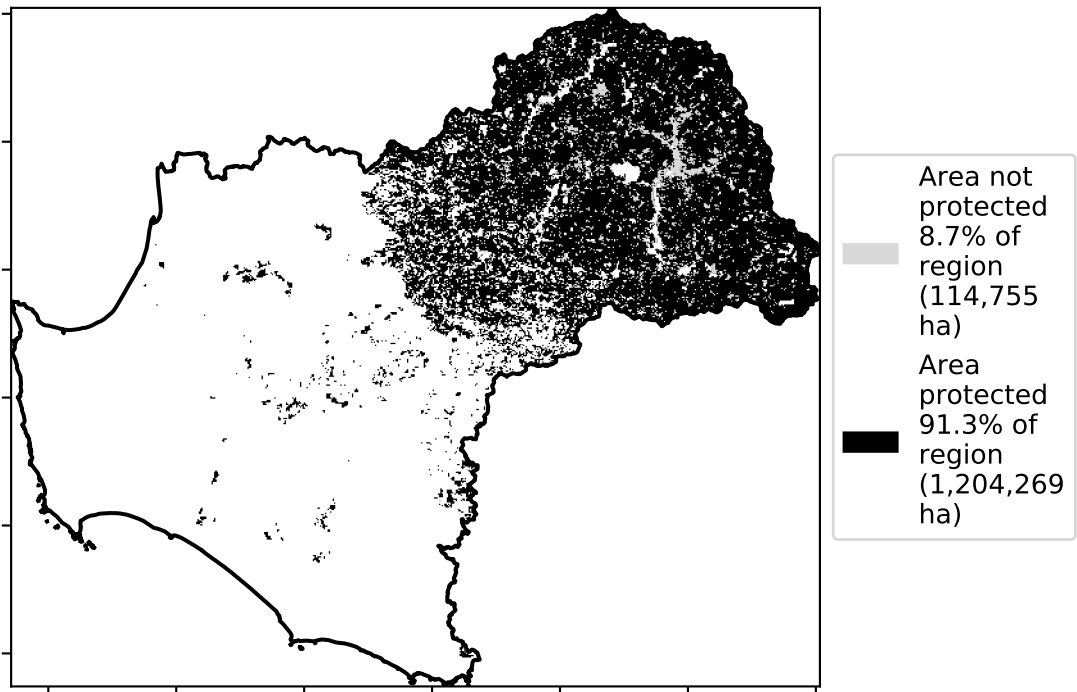 Area not
protected
8.7% of
region
(114,755
ha)
Area
protected
91.3% of
region
(1,204,269
ha)